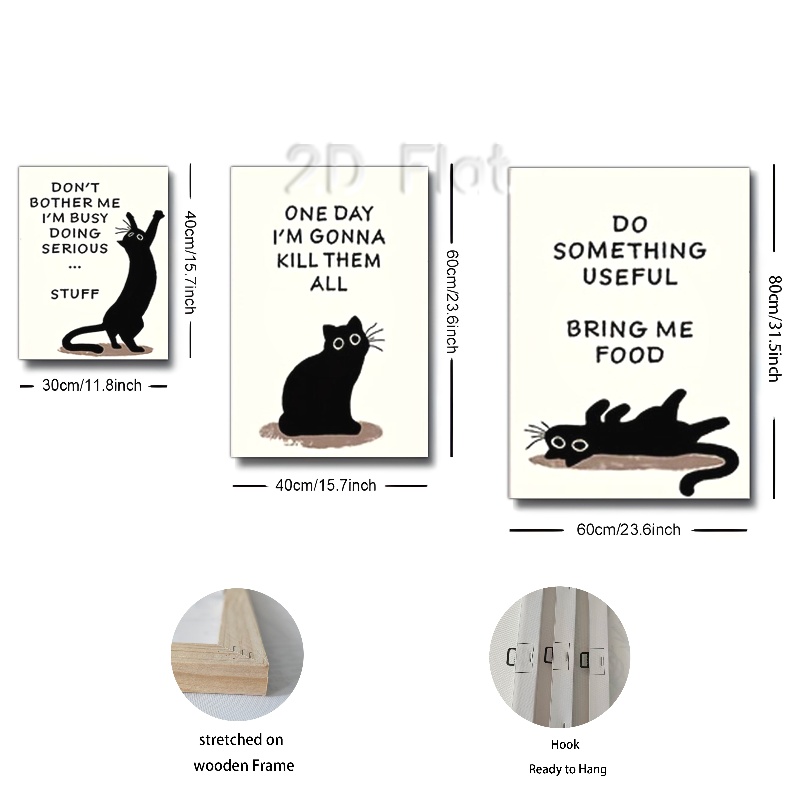 2D Flat
DON'T
BOTHER ME
I'M BUSY
DOING
SERIOUS
...
STUFF
40cm/15.7inch
30cm/11.8inch
ONE DAY
I'M GONNA
KILL THEM
ALL
60cm/23.6inch
40cm/15.7inch
DO
SOMETHING
USEFUL
BRING ME
FOOD
80cm/31.5inch
60cm/23.6inch
stretched on
wooden Frame
Hook
Ready to Hang